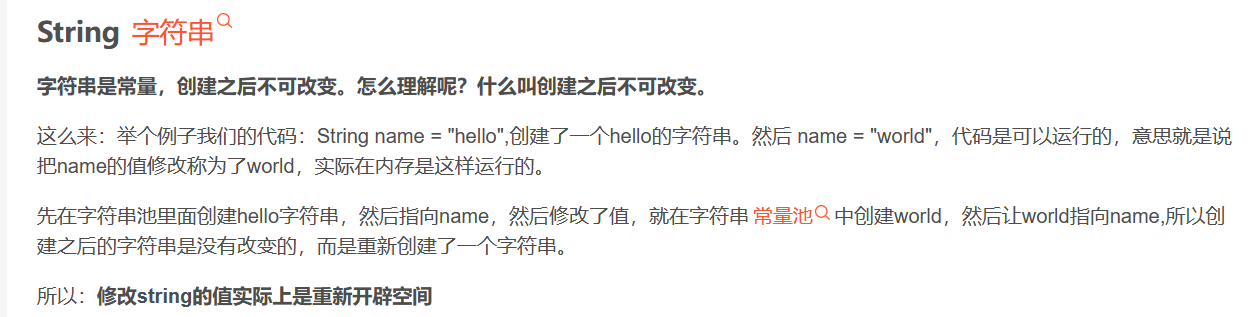 String 字符串
字符串是常量，创建之后不可改变。怎么理解呢？什么叫创建之后不可改变。
这么来：举个例子我们的代码：String name = "hello",创建了一个hello的字符串。然后 name = "world"，代码是可以运行的，意思就是说
把name的值修改称为了world，实际在内存是这样运行的。
先在字符串池里面创建hello字符串，然后指向name，然后修改了值，就在字符串 常量池 中创建world，然后让world指向name,所以创
建之后的字符串是没有改变的，而是重新创建了一个字符串。
所以：修改string的值实际上是重新开辟空间